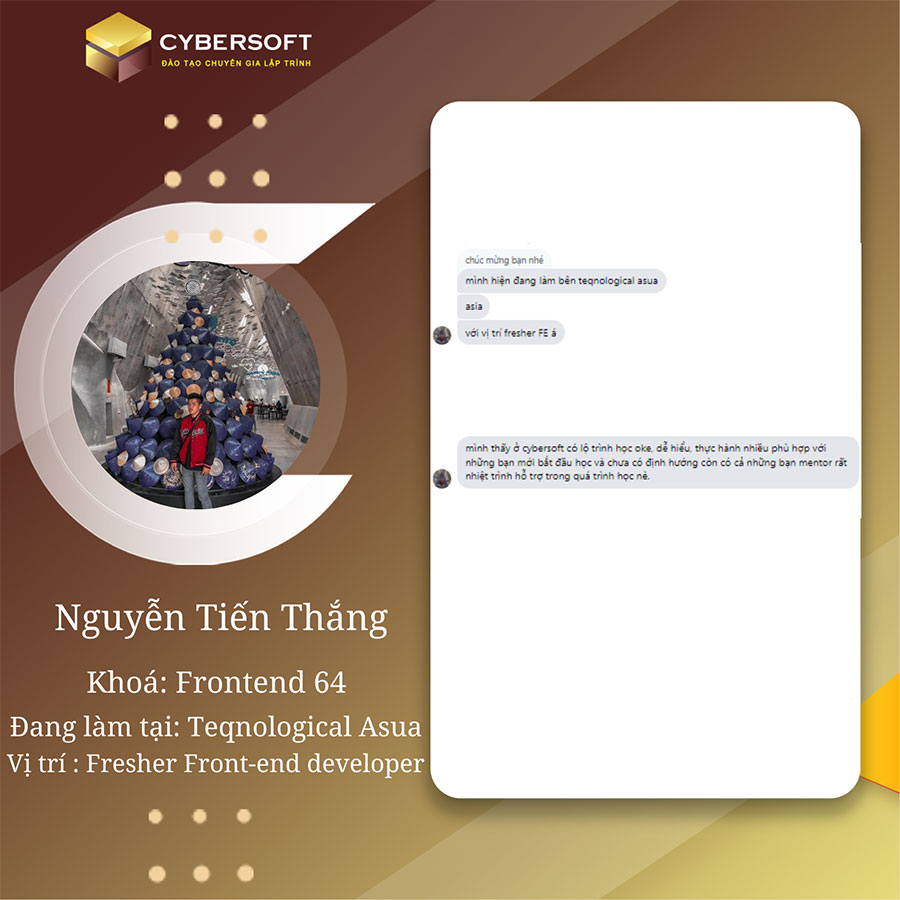 CYBERSOFT
ĐÀO TẠO CHUYÊN GIA LẬP TRÌNH
chúc mừng bạn nhé
mình hiện đang làm bên teqnological asua
asia
với vị trí fresher FE á
mình thấy ở cybersoft có lộ trình học oke, dễ hiểu, thực hành nhiều phù hợp với
những bạn mới bắt đầu học và chưa có định hướng còn có cả những bạn mentor rất
nhiệt trình hỗ trợ trong quá trình học nè.
Nguyễn Tiến Thắng
Khoá: Frontend 64
Đang làm tại: Teqnological Asua
Vị trí : Fresher Front-end developer